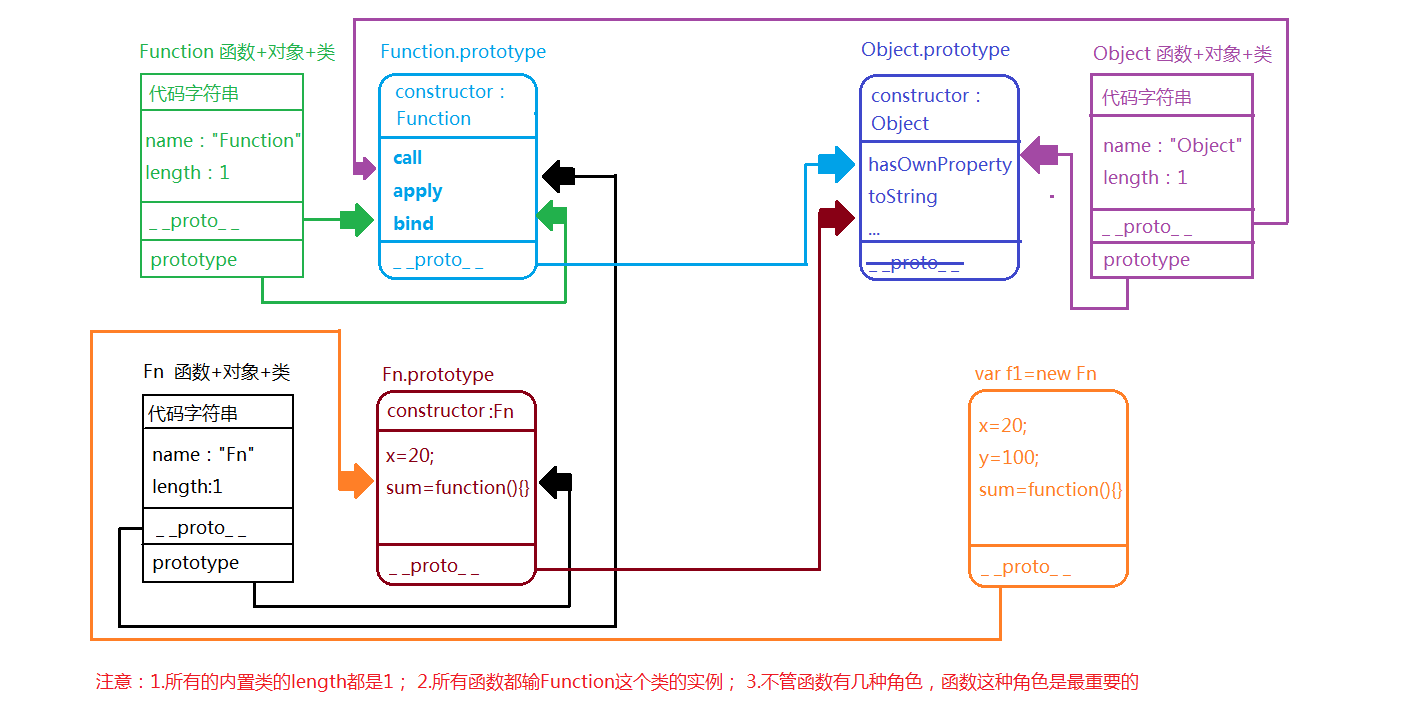 Function 函数+对象+类
代码字符串
name："Function"
length：1
_ _proto_ _
prototype
Function.prototype
constructor：
Function
call
apply
bind
_ _proto_ _
Object.prototype
constructor：
Object
hasOwnProperty
toString
...
_ _proto_ _
Object 函数+对象+类
代码字符串
name："Object"
length：1
_ _proto_ _
prototype
Fn 函数+对象+类
代码字符串
name："Fn"
length:1
_ _proto_ _
prototype
Fn.prototype
constructor:Fn
x=20;
sum=function(){}
_ _proto_ _
var f1=new Fn
x=20;
y=100;
sum=function(){}
_ _proto_ _
注意：1.所有的内置类的length都是1； 2.所有函数都输Function这个类的实例； 3.不管函数有几种角色，函数这种角色是最重要的